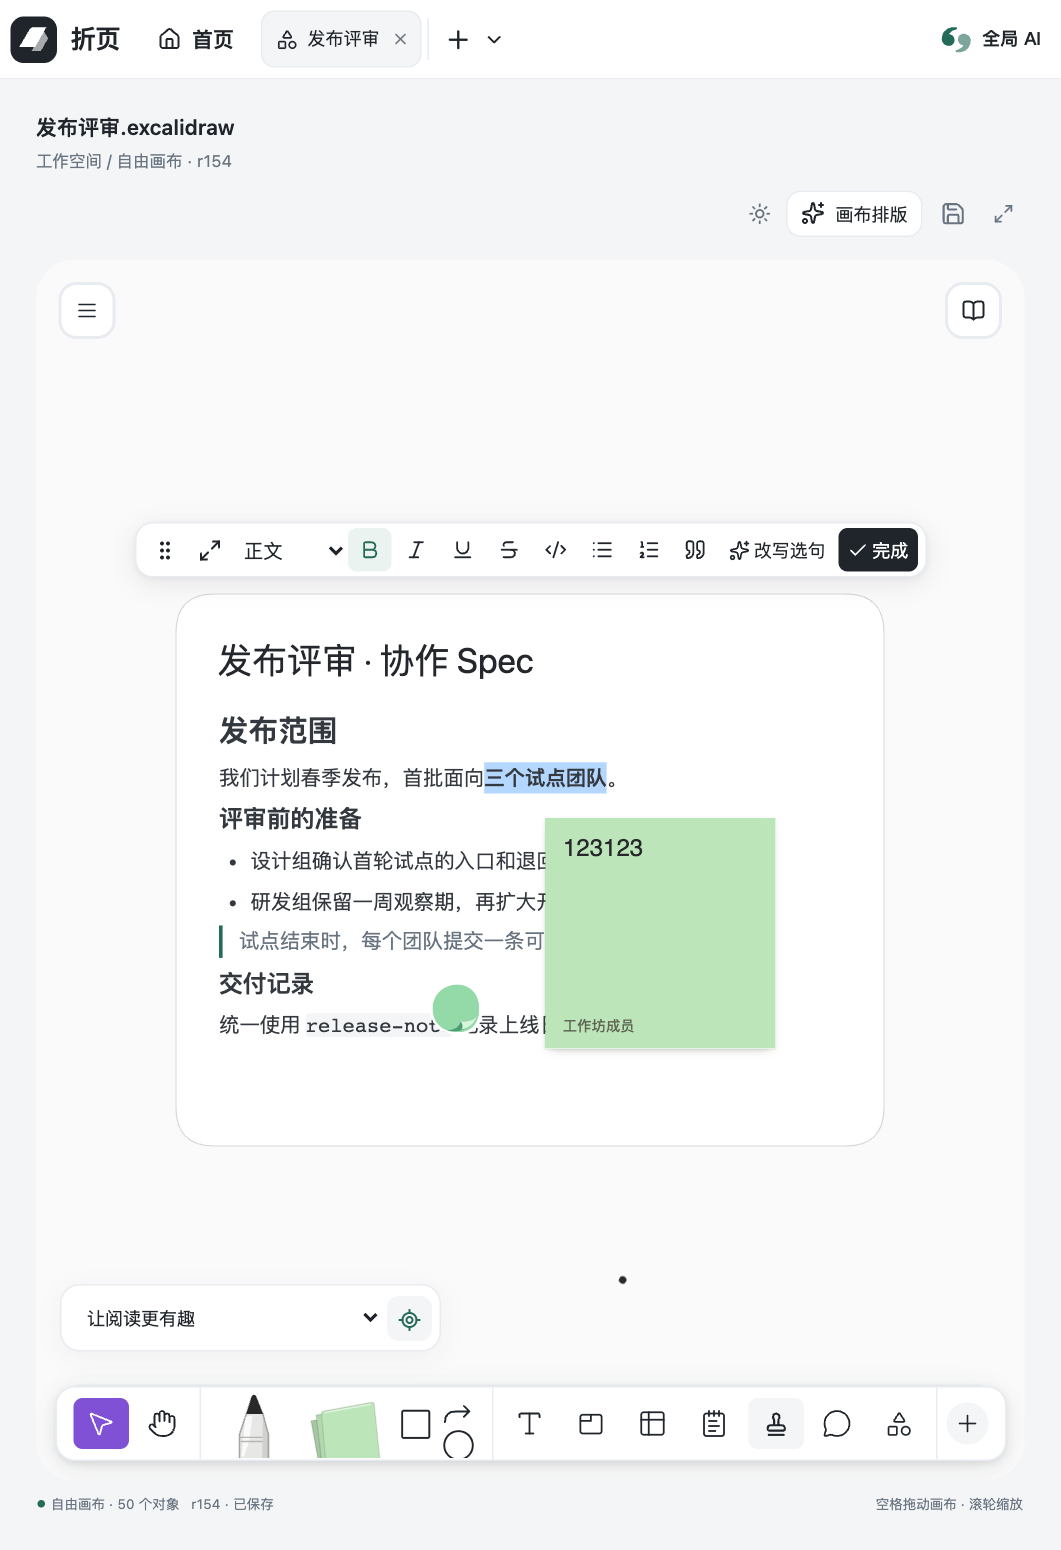 折页
首页
发布评审
全局 AI
发布评审.excalidraw
工作空间 / 自由画布 · r154
画布排版
正文
改写选句
完成
发布评审 · 协作 Spec
发布范围
我们计划春季发布，首批面向三个试点团队。
评审前的准备
• 设计组确认首轮试点的入口和退
• 研发组保留一周观察期，再扩大
试点结束时，每个团队提交一条可
交付记录
统一使用 release-not 录上线
123123
工作坊成员
让阅读更有趣
自由画布 · 50 个对象 r154 · 已保存
空格拖动画布 · 滚轮缩放